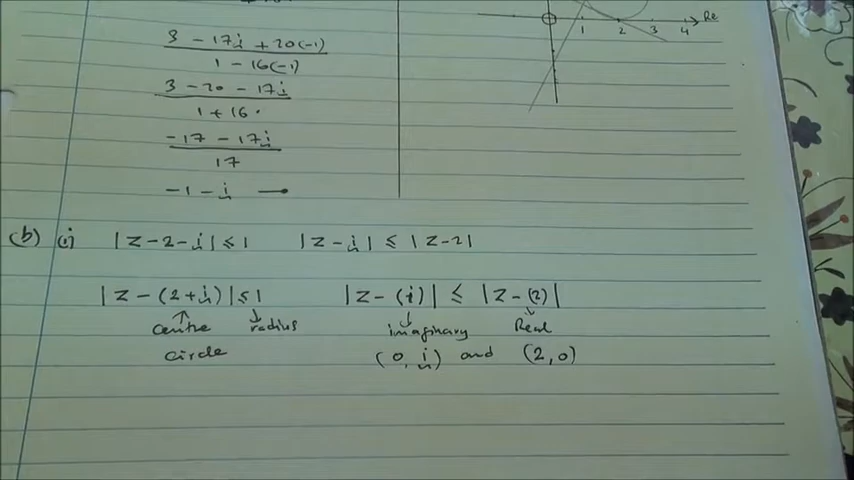 3 - 17i + 20(-1)
1 - 16(-1)
3 - 20 - 17i
1 + 16
-17 - 17i
17
-1 - i
Re
1 2 3 4
(b) (i) |z-2-i| ≤ 1 |z-i| ≤ |z-2|
|z-(2+i)| ≤ 1 |z-(i)| ≤ |z-(2)|
centre radius imaginary Real
circle (0, i) and (2,0)